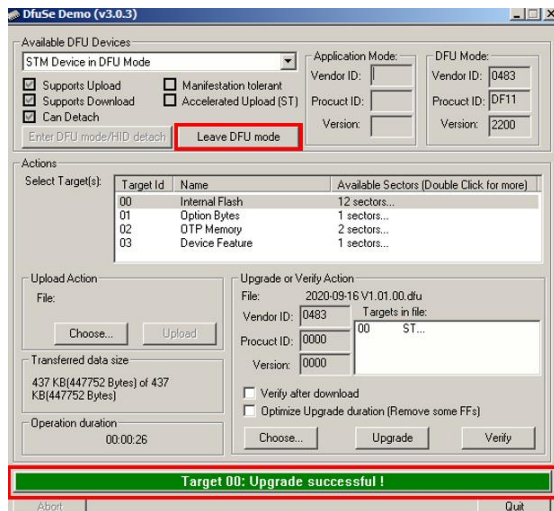 DfuSe Demo (v3.0.3)
Available DFU Devices
STM Device in DFU Mode
Supports Upload
Manifestation tolerant
Supports Download
Accelerated Upload (ST)
Can Detach
Enter DFU mode/HID detach
Leave DFU mode
Application Mode:
Vendor ID:
Procuct ID:
Version:
DFU Mode:
Vendor ID: 0483
Procuct ID: DF11
Version: 2200
Actions
Select Target(s):
Target Id Name Available Sectors (Double Click for more)
00 Internal Flash 12 sectors...
01 Option Bytes 1 sectors...
02 OTP Memory 2 sectors...
03 Device Feature 1 sectors...
Upload Action
File:
Choose... Upload
Transferred data size
437 KB(447752 Bytes) of 437
KB(447752 Bytes)
Operation duration
00:00:26
Upgrade or Verify Action
File: 2020-09-16 V1.01.00.dfu
Vendor ID: 0483
Procuct ID: 0000
Version: 0000
Targets in file:
00 ST...
Verify after download
Optimize Upgrade duration (Remove some FFs)
Choose... Upgrade Verify
Target 00: Upgrade successful !
Abort Quit